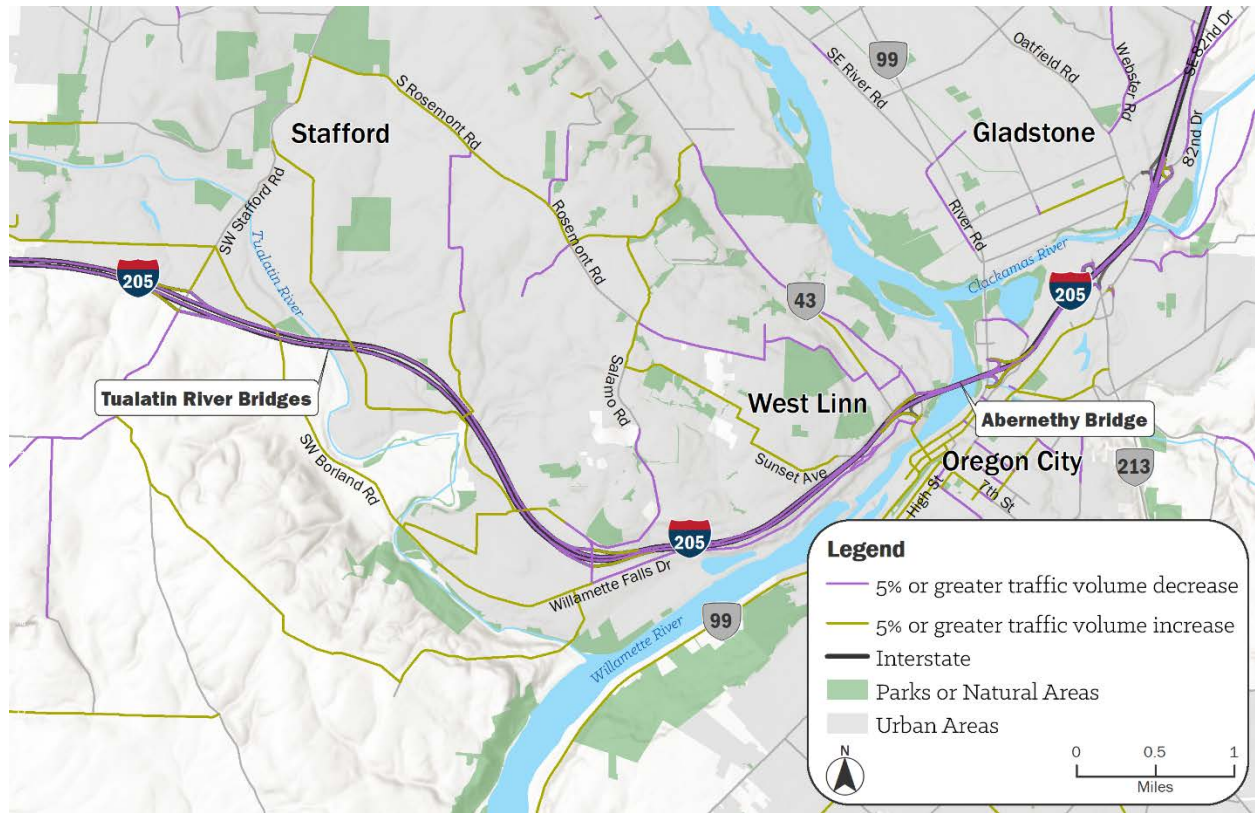 99
SE River Rd
Oatfield Rd
Webster Rd
SE 82nd Dr
82nd Dr
S Rosemont Rd
Stafford
Gladstone
SW Stafford Rd
Tualatin River
Rosemont Rd
River Rd
Clackamas River
205
43
205
Tualatin River Bridges
Salamo Rd
West Linn
Abernethy Bridge
SW Borland Rd
Sunset Ave
Oregon City
213
High St
7th St
205
Willamette Falls Dr
Willamette River
99
Legend
5% or greater traffic volume decrease
5% or greater traffic volume increase
Interstate
Parks or Natural Areas
Urban Areas
N
0 0.5 1
Miles